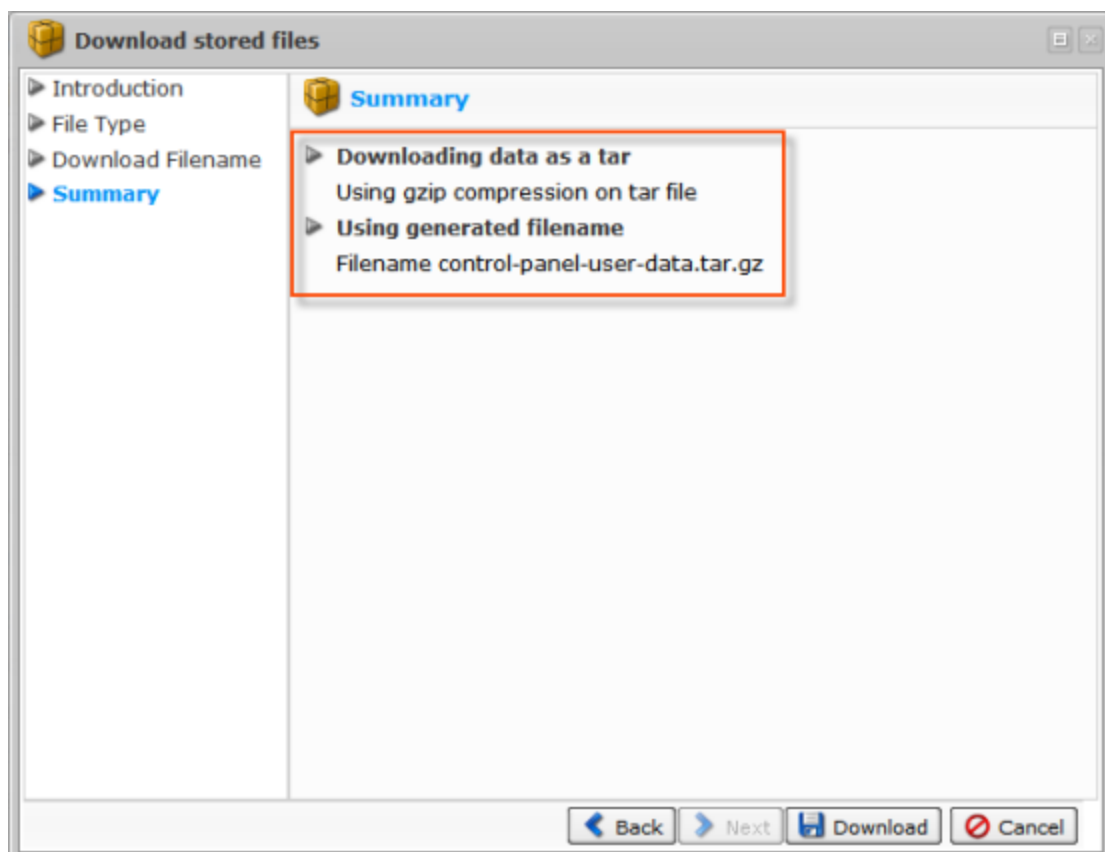 Download stored files
Introduction
File Type
Download Filename
Summary
Summary
Downloading data as a tar
Using gzip compression on tar file
Using generated filename
Filename control-panel-user-data.tar.gz
Back
Next
Download
Cancel